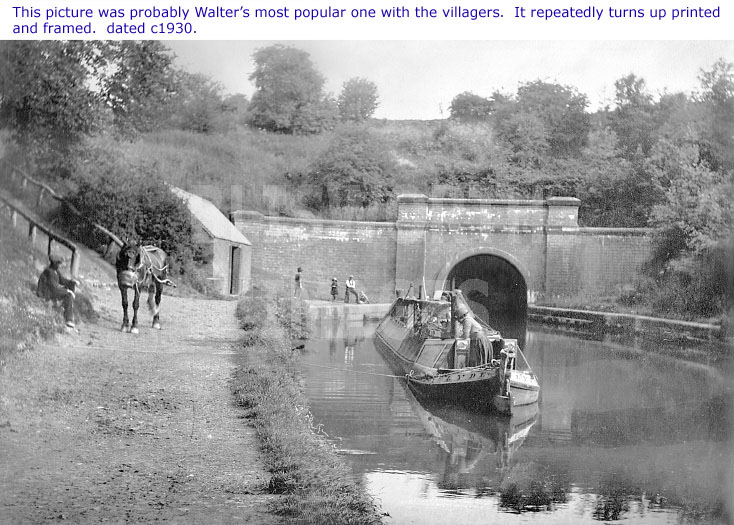 This picture was probably Walter's most popular one with the villagers.  It repeatedly turns up printed
and framed.  dated c1930.